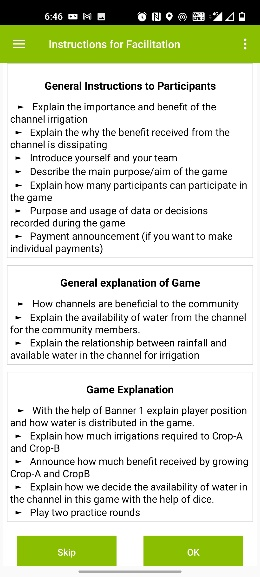 6:46
Instructions for Facilitation
General Instructions to Participants
► Explain the importance and benefit of the
channel irrigation
► Explain the why the benefit received from the
channel is dissipating
► Introduce yourself and your team
► Describe the main purpose/aim of the game
► Explain how many participants can participate in
the game
► Purpose and usage of data or decisions
recorded during the game
► Payment announcement (if you want to make
individual payments)
General explanation of Game
► How channels are beneficial to the community
► Explain the availability of water from the channel
for the community members.
► Explain the relationship between rainfall and
available water in the channel for irrigation
Game Explanation
► With the help of Banner 1 explain player position
and how water is distributed in the game.
► Explain how much irrigations required to Crop-A
and Crop-B
► Announce how much benefit received by growing
Crop-A and CropB
► Explain how we decide the availability of water in
the channel in this game with the help of dice.
► Play two practice rounds
Skip
OK